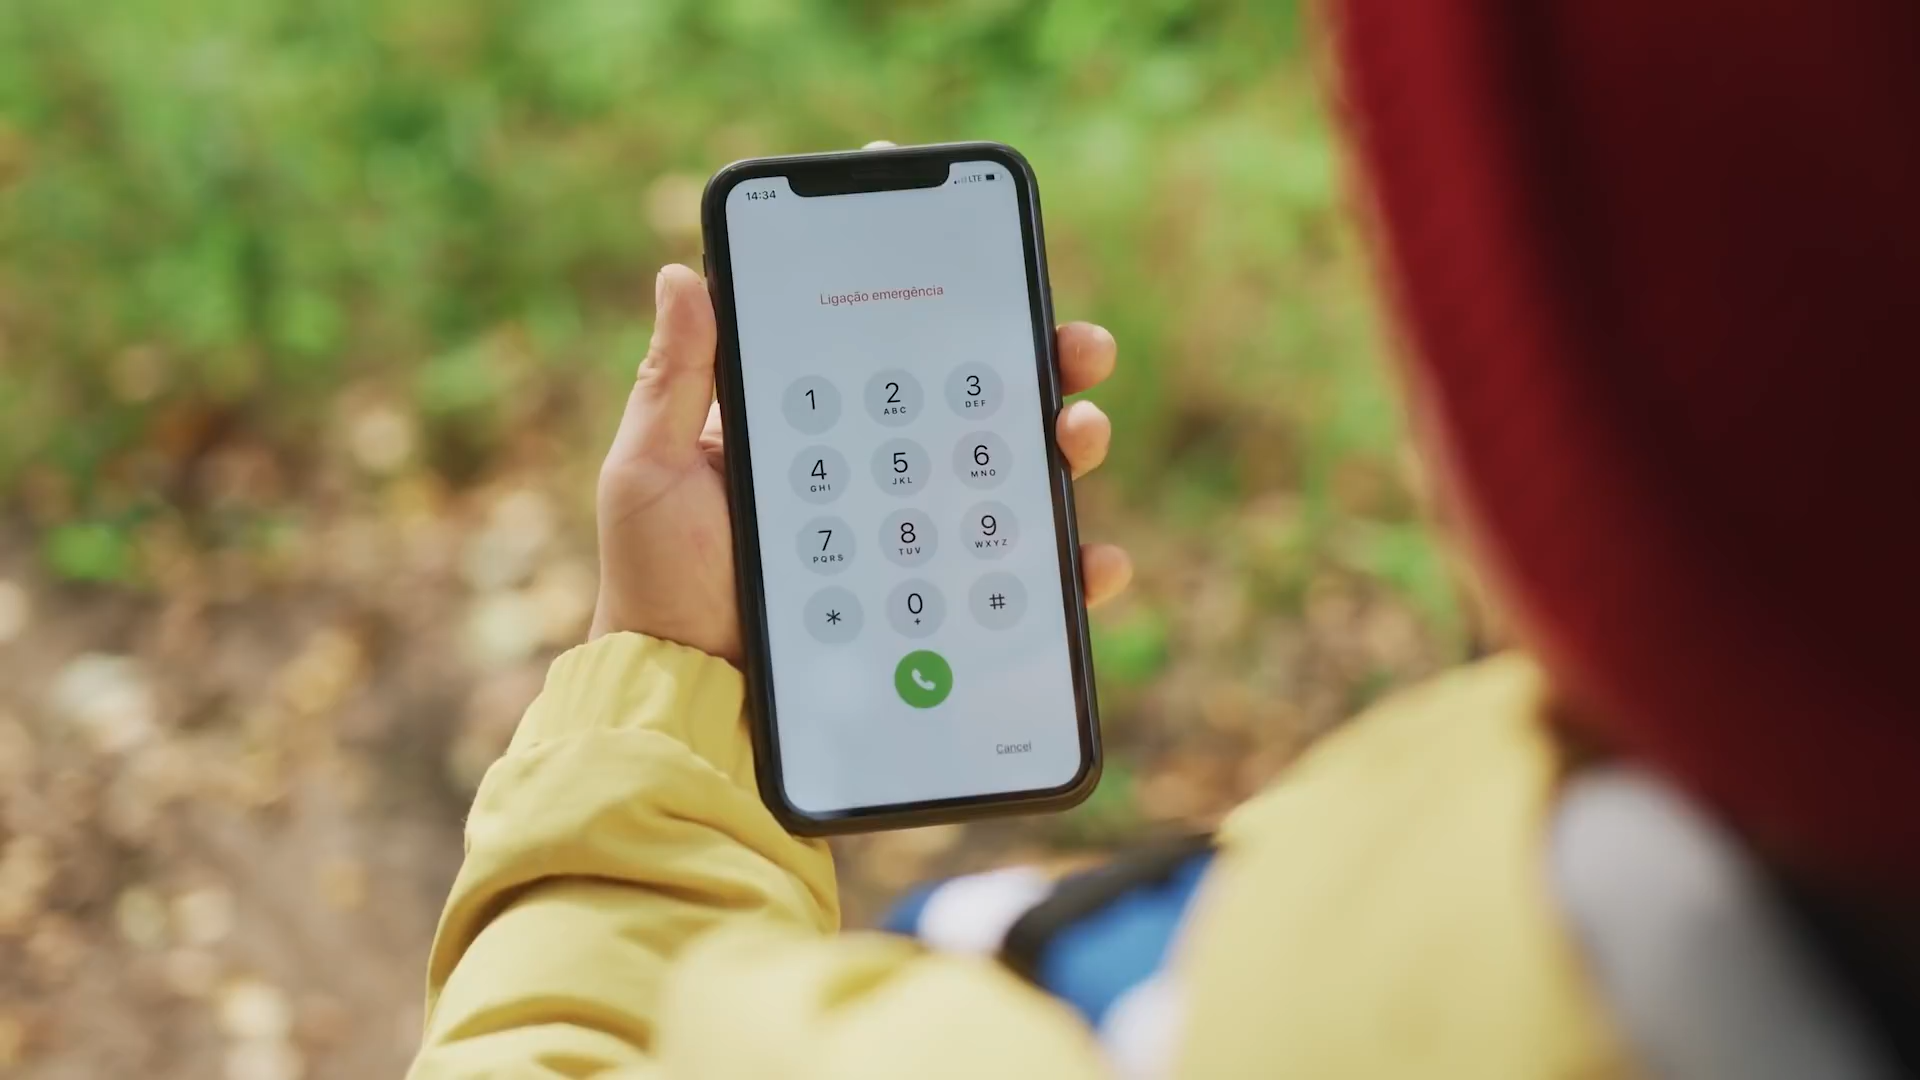 14:34
LTE
Ligação emergência
1
2
ABC
3
DEF
4
GHI
5
JKL
6
MNO
7
PQRS
8
TUV
9
WXYZ
*
0
+
#
Cancel